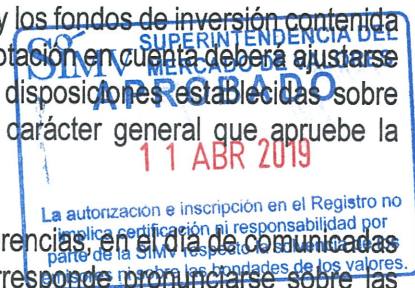 y los fondos de inversión contenida
SUPERINTENDENCIA DEL
SIMV MERCADO DE VALORES
otación en cuenta deberá ajustarse
APROBADO
disposiciones establecidas sobre
carácter general que apruebe la
11 ABR 2019
La autorización e inscripción en el Registro no
implica certificación ni responsabilidad por
rencias, en el día de comunicadas
parte de la SIMV respecto la solvencia de los
emisores ni sobre las bondades de los valores.
rresponde pronunciarse sobre las